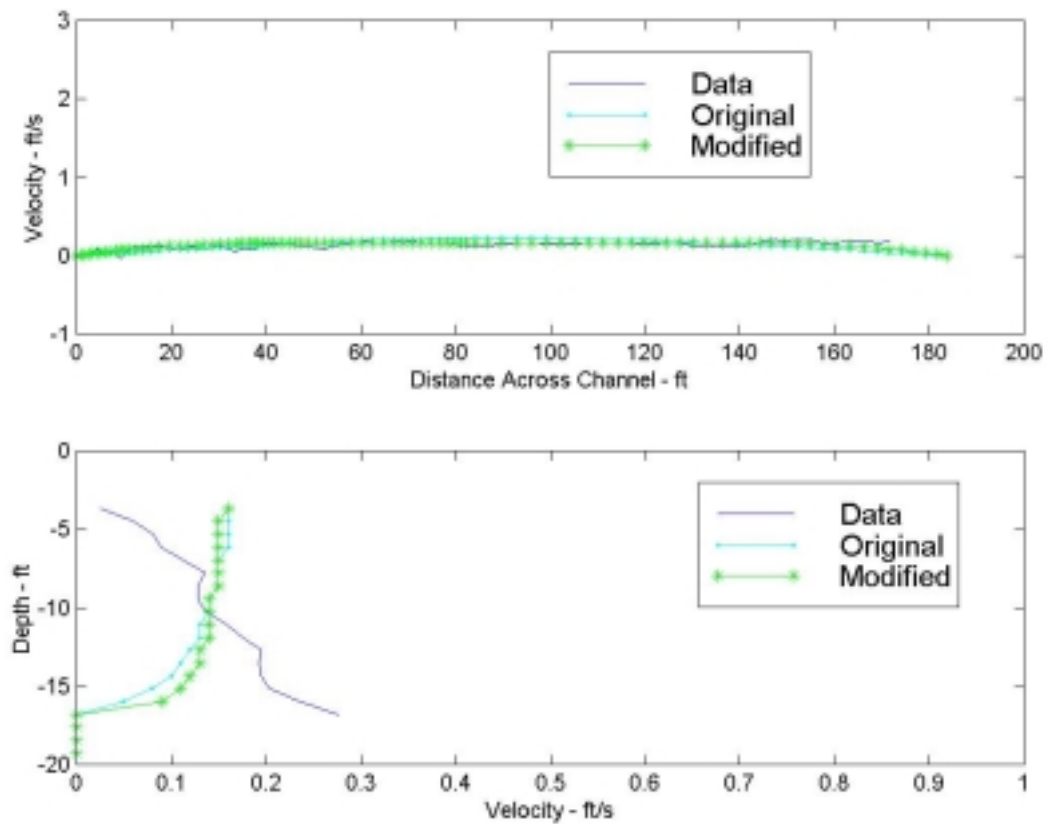 3
2
1
0
-1
Velocity - ft/s
Data
Original
Modified
0 20 40 60 80 100 120 140 160 180 200
Distance Across Channel - ft
0
-5
-10
-15
-20
Depth - ft
Data
Original
Modified
0 0.1 0.2 0.3 0.4 0.5 0.6 0.7 0.8 0.9 1
Velocity - ft/s